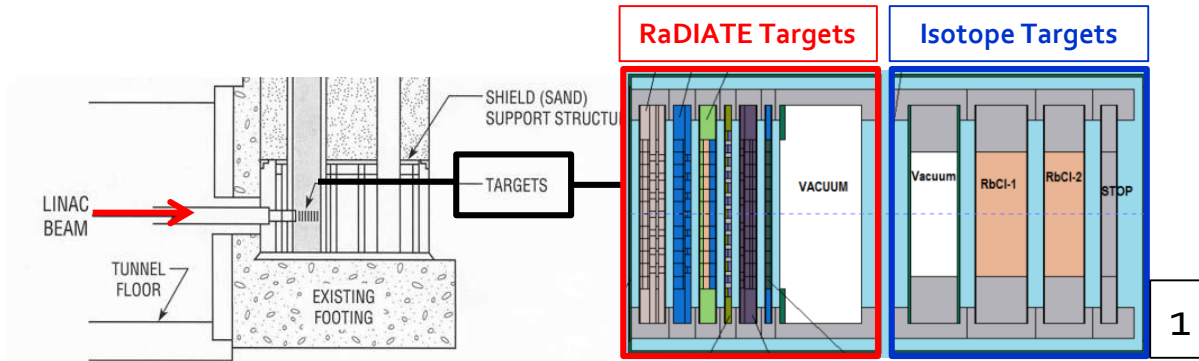 RaDIATE Targets
Isotope Targets
SHIELD (SAND)
SUPPORT STRUCTU
TARGETS
LINAC
BEAM
TUNNEL
FLOOR
EXISTING
FOOTING
VACUUM
Vacuum
RbCl-1
RbCl-2
STOP
1